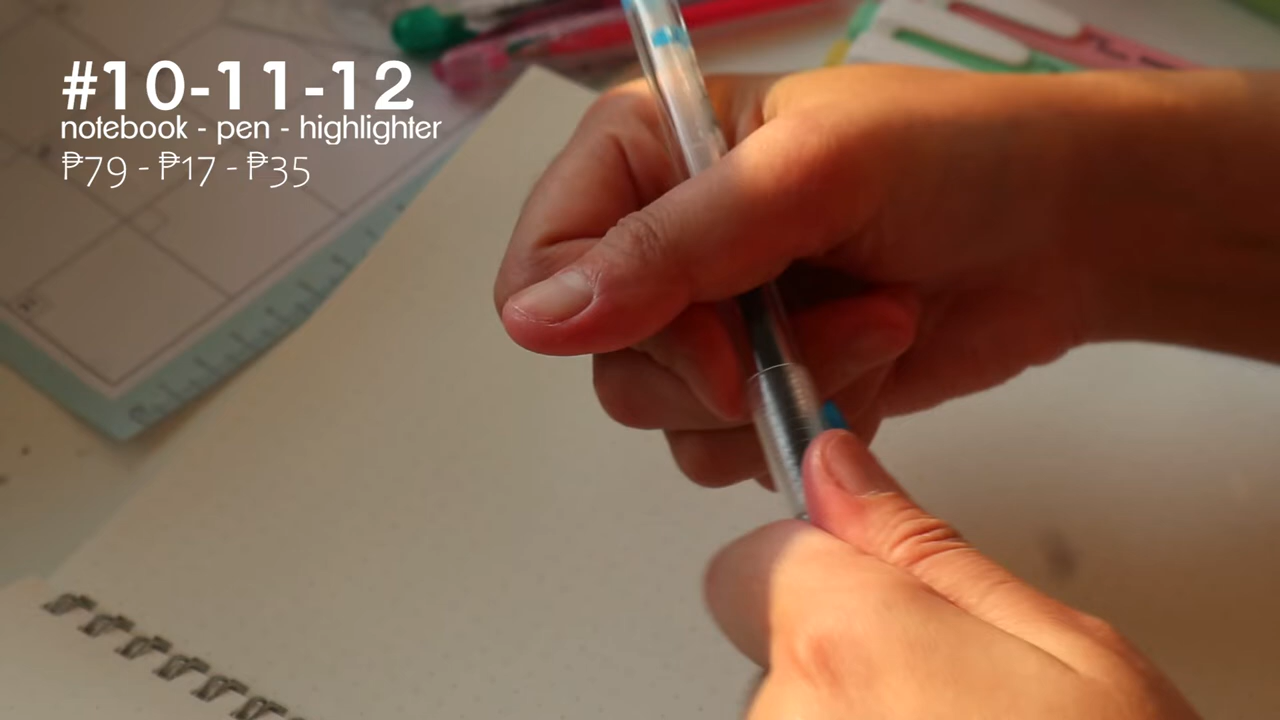 #10-11-12
notebook - pen - highlighter
₱79 - ₱17 - ₱35